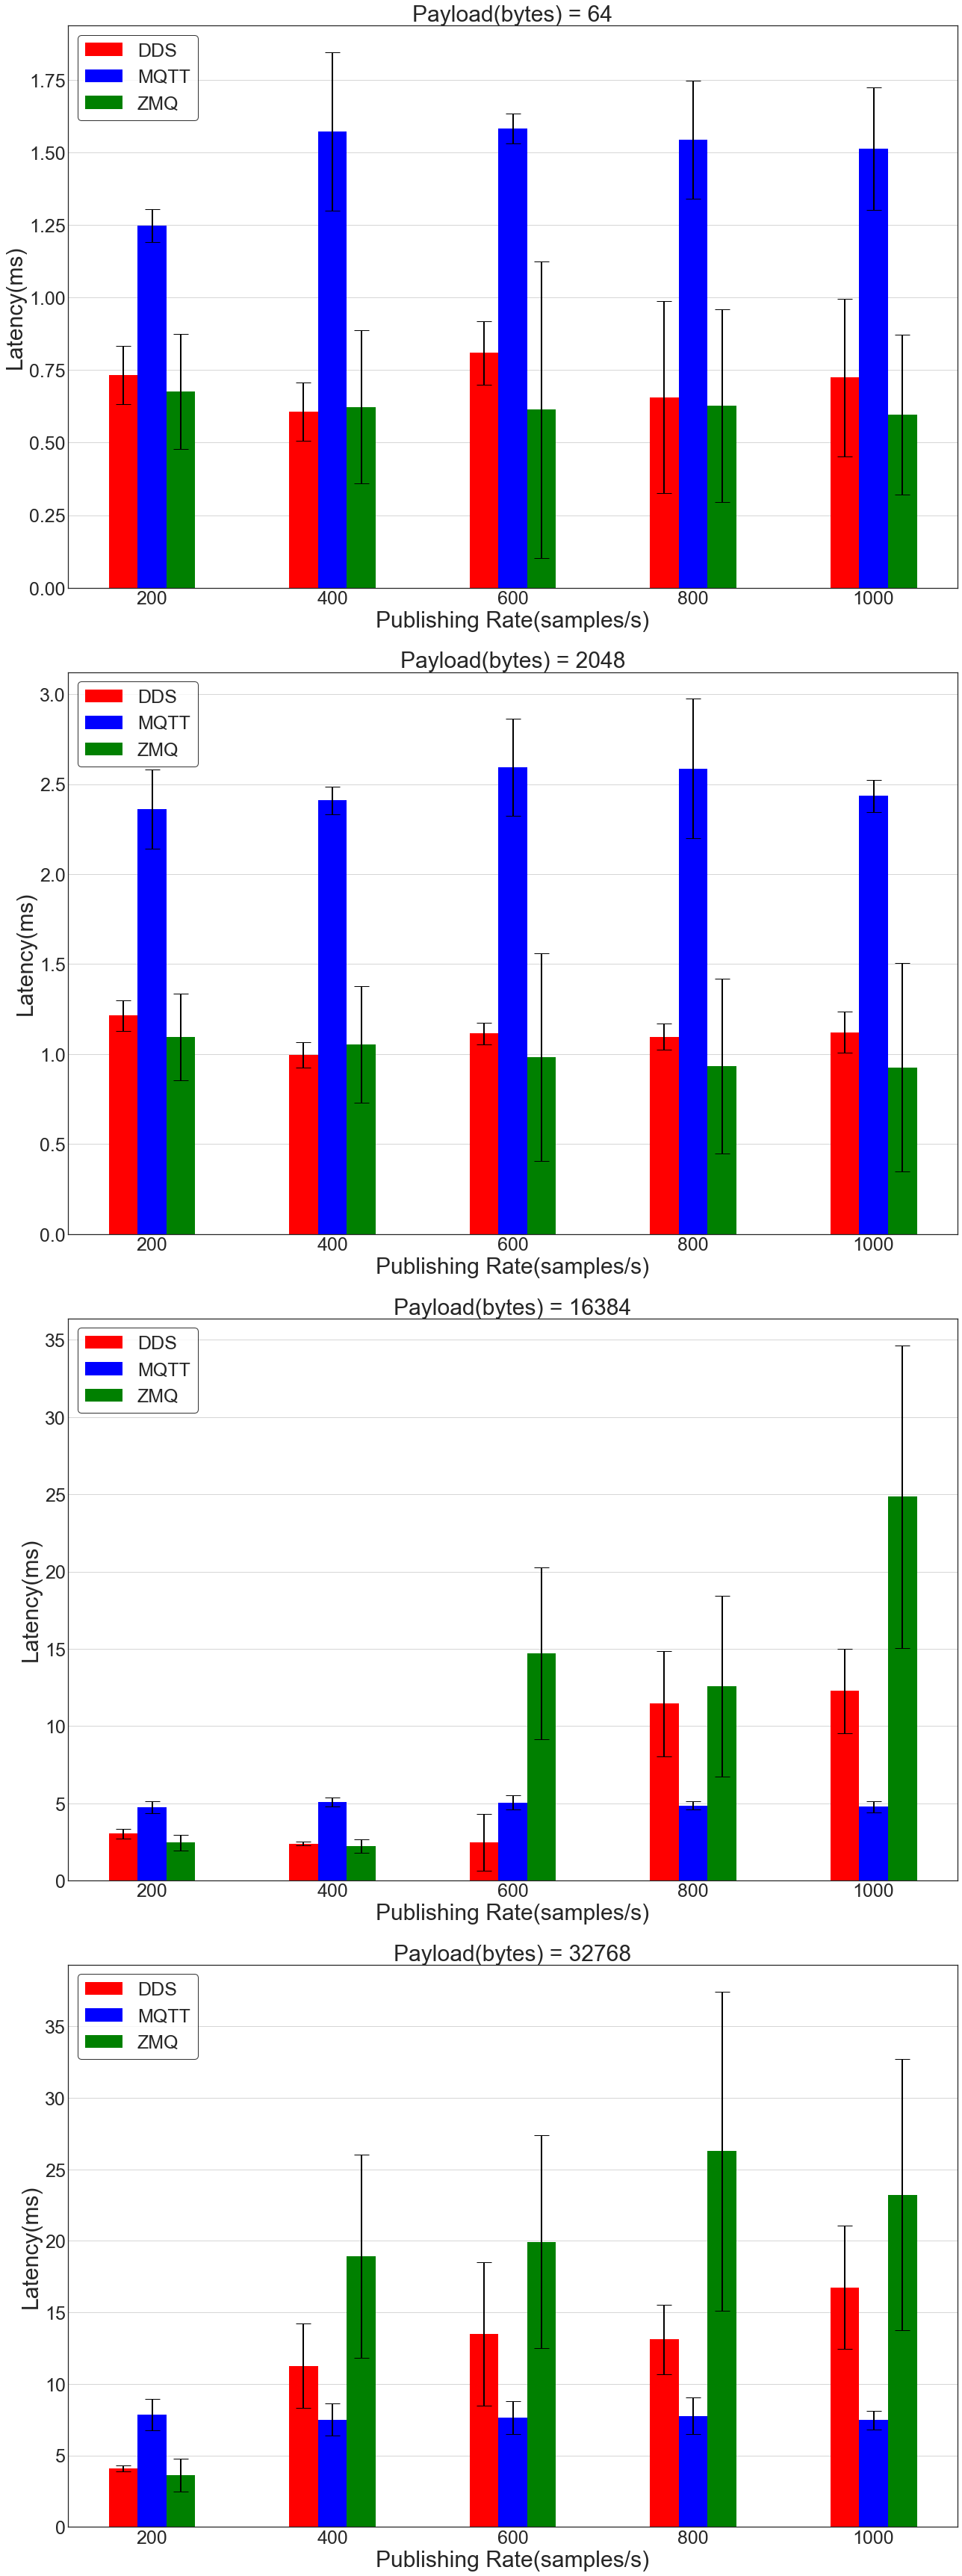 Payload(bytes) = 64
DDS
MQTT
ZMQ
Latency(ms)
1.75
1.50
1.25
1.00
0.75
0.50
0.25
0.00
200 400 600 800 1000
Publishing Rate(samples/s)
Payload(bytes) = 2048
DDS
MQTT
ZMQ
Latency(ms)
3.0
2.5
2.0
1.5
1.0
0.5
0.0
200 400 600 800 1000
Publishing Rate(samples/s)
Payload(bytes) = 16384
DDS
MQTT
ZMQ
Latency(ms)
35
30
25
20
15
10
5
0
200 400 600 800 1000
Publishing Rate(samples/s)
Payload(bytes) = 32768
DDS
MQTT
ZMQ
Latency(ms)
35
30
25
20
15
10
5
0
200 400 600 800 1000
Publishing Rate(samples/s)